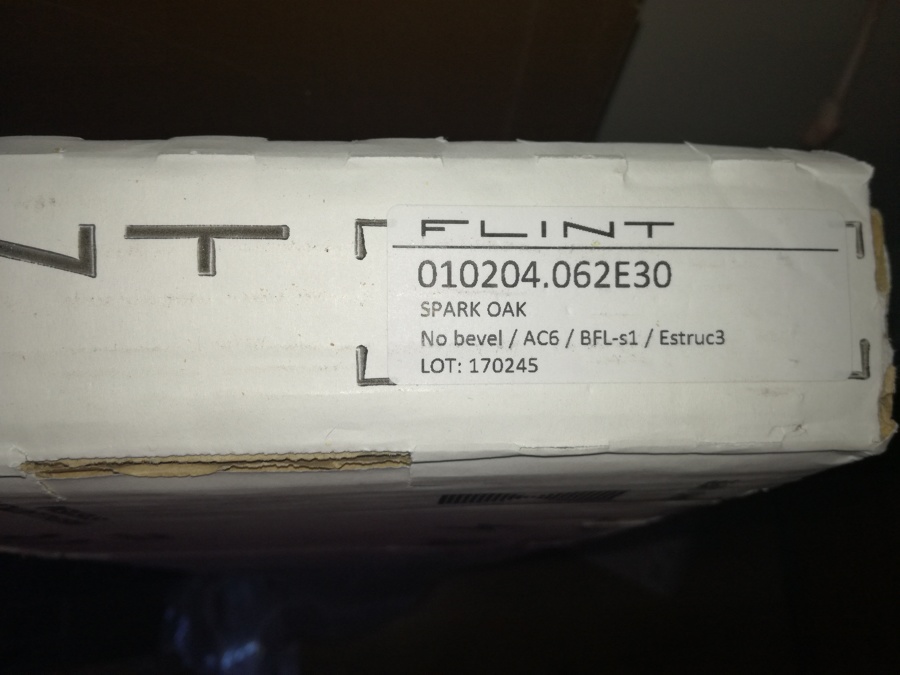 NT
FLINT
010204.062E30
SPARK OAK
No bevel / AC6 / BFL-s1 / Estruc3
LOT: 170245